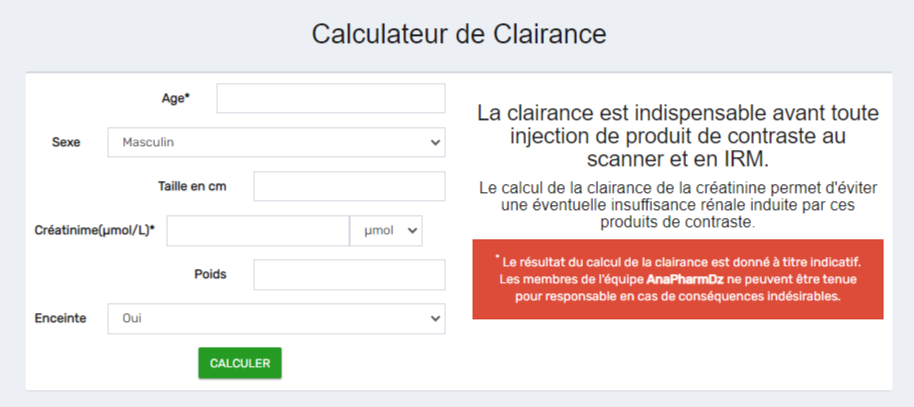 Calculateur de Clairance
Age*
Sexe Masculin
Taille en cm
Créatinime(µmol/L)* µmol
Poids
Enceinte Oui
CALCULER
La clairance est indispensable avant toute
injection de produit de contraste au
scanner et en IRM.
Le calcul de la clairance de la créatinine permet d'éviter
une éventuelle insuffisance rénale induite par ces
produits de contraste.
* Le résultat du calcul de la clairance est donné à titre indicatif.
Les membres de l'équipe AnaPharmDz ne peuvent être tenue
pour responsable en cas de conséquences indésirables.